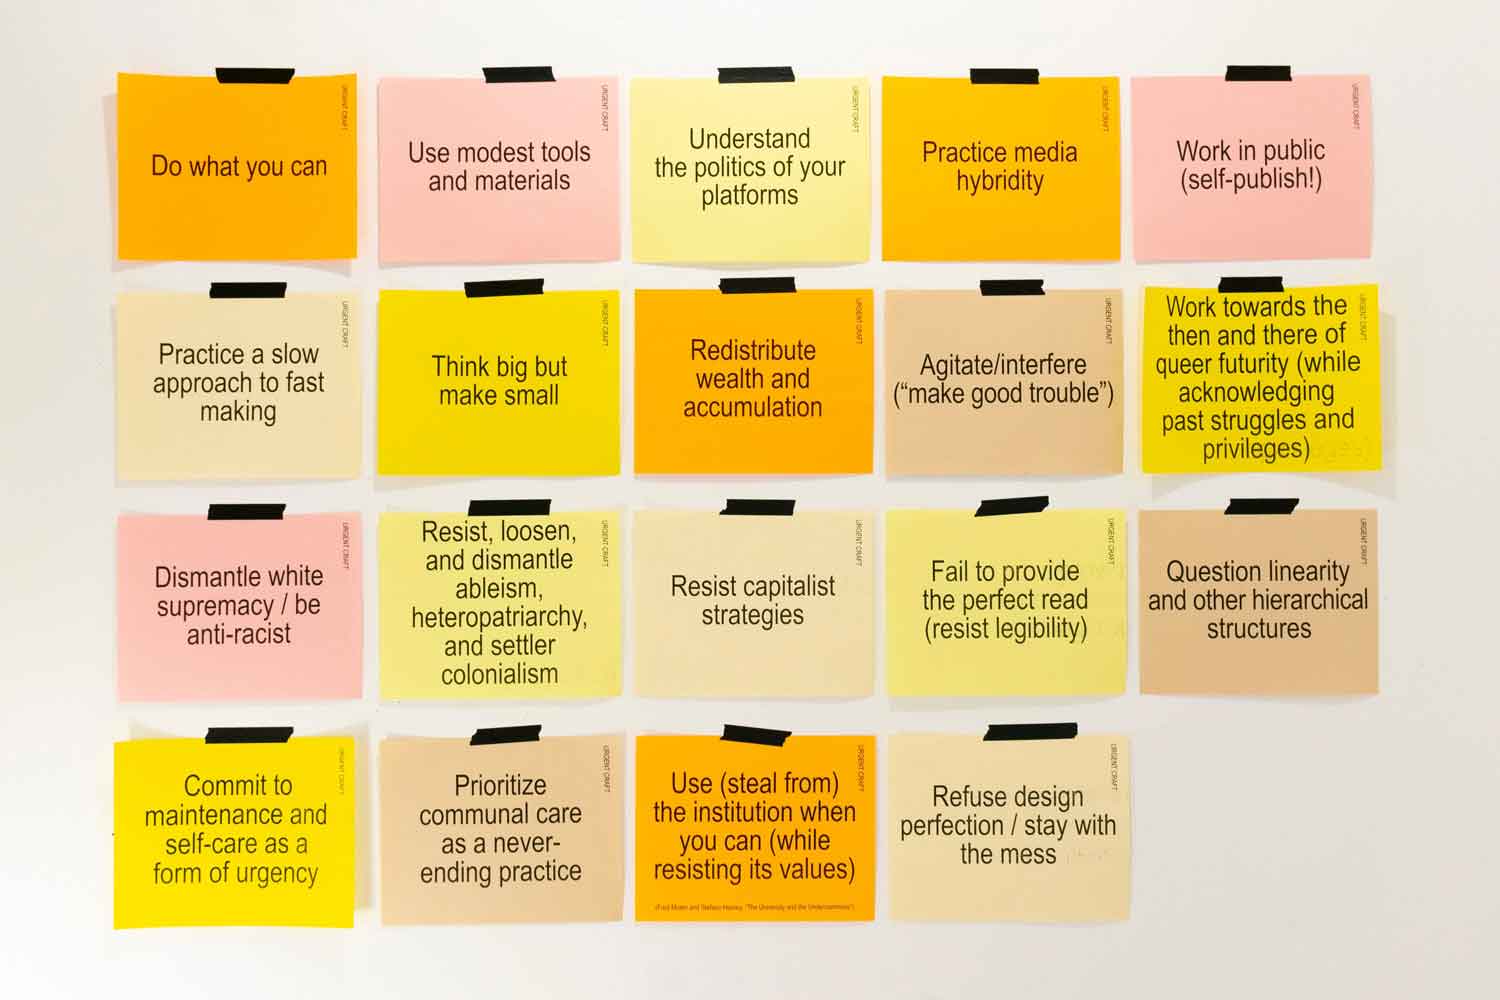 URGENT CRAFT
Do what you can
URGENT CRAFT
Use modest tools
and materials
URGENT CRAFT
Understand
the politics of your
platforms
URGENT CRAFT
Practice media
hybridity
URGENT CRAFT
Work in public
(self-publish!)
URGENT CRAFT
Practice a slow
approach to fast
making
URGENT CRAFT
Think big but
make small
URGENT CRAFT
Redistribute
wealth and
accumulation
URGENT CRAFT
Agitate/interfere
(“make good trouble”)
URGENT CRAFT
Work towards the
then and there of
queer futurity (while
acknowledging
past struggles and
privileges)
URGENT CRAFT
Dismantle white
supremacy / be
anti-racist
URGENT CRAFT
Resist, loosen,
and dismantle
ableism,
heteropatriarchy,
and settler
colonialism
URGENT CRAFT
Resist capitalist
strategies
URGENT CRAFT
Fail to provide
the perfect read
(resist legibility)
URGENT CRAFT
Question linearity
and other hierarchical
structures
URGENT CRAFT
Commit to
maintenance and
self-care as a
form of urgency
URGENT CRAFT
Prioritize
communal care
as a never-
ending practice
URGENT CRAFT
Use (steal from)
the institution when
you can (while
resisting its values)
(Fred Moten and Stefano Harney, “The University and the Undercommons”)
URGENT CRAFT
Refuse design
perfection / stay with
the mess